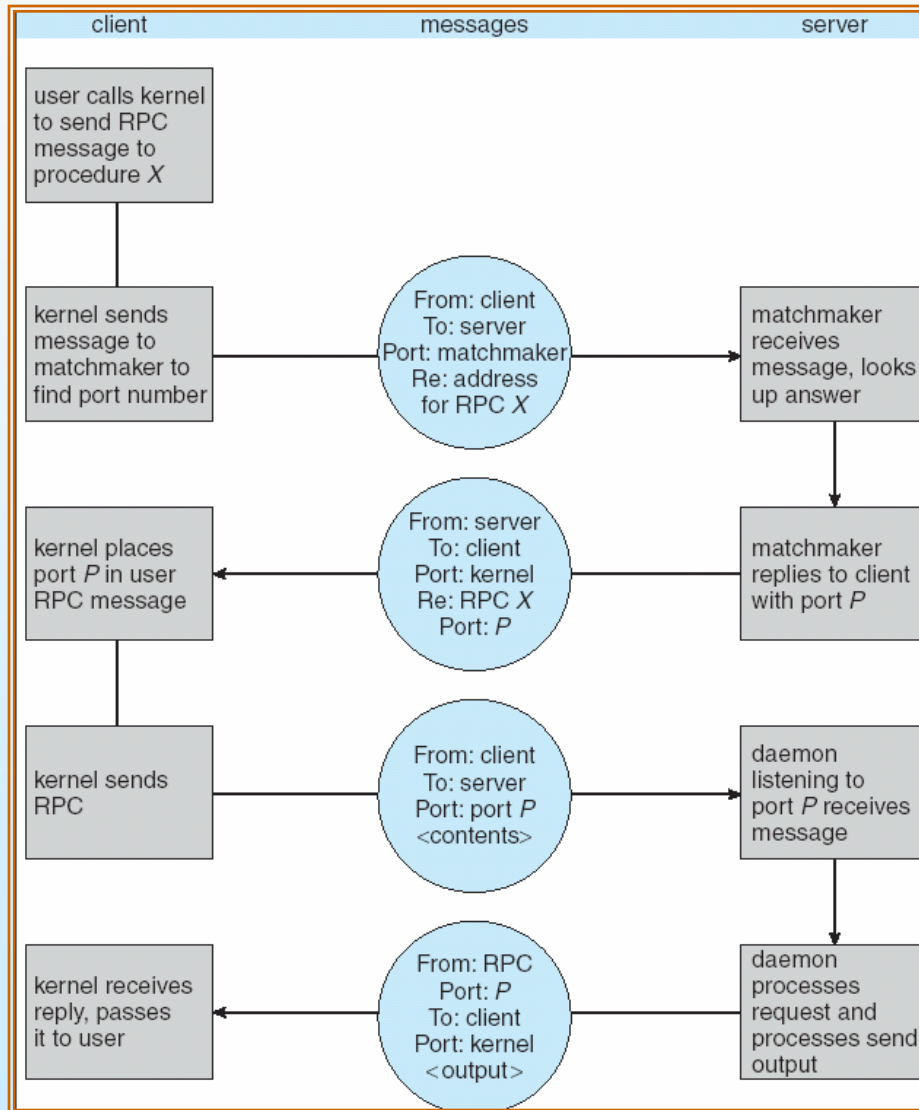 client
messages
server
user calls kernel
to send RPC
message to
procedure X
kernel sends
message to
matchmaker to
find port number
From: client
To: server
Port: matchmaker
Re: address
for RPC X
matchmaker
receives
message, looks
up answer
kernel places
port P in user
RPC message
From: server
To: client
Port: kernel
Re: RPC X
Port: P
matchmaker
replies to client
with port P
kernel sends
RPC
From: client
To: server
Port: port P
<contents>
daemon
listening to
port P receives
message
kernel receives
reply, passes
it to user
From: RPC
Port: P
To: client
Port: kernel
<output>
daemon
processes
request and
processes send
output